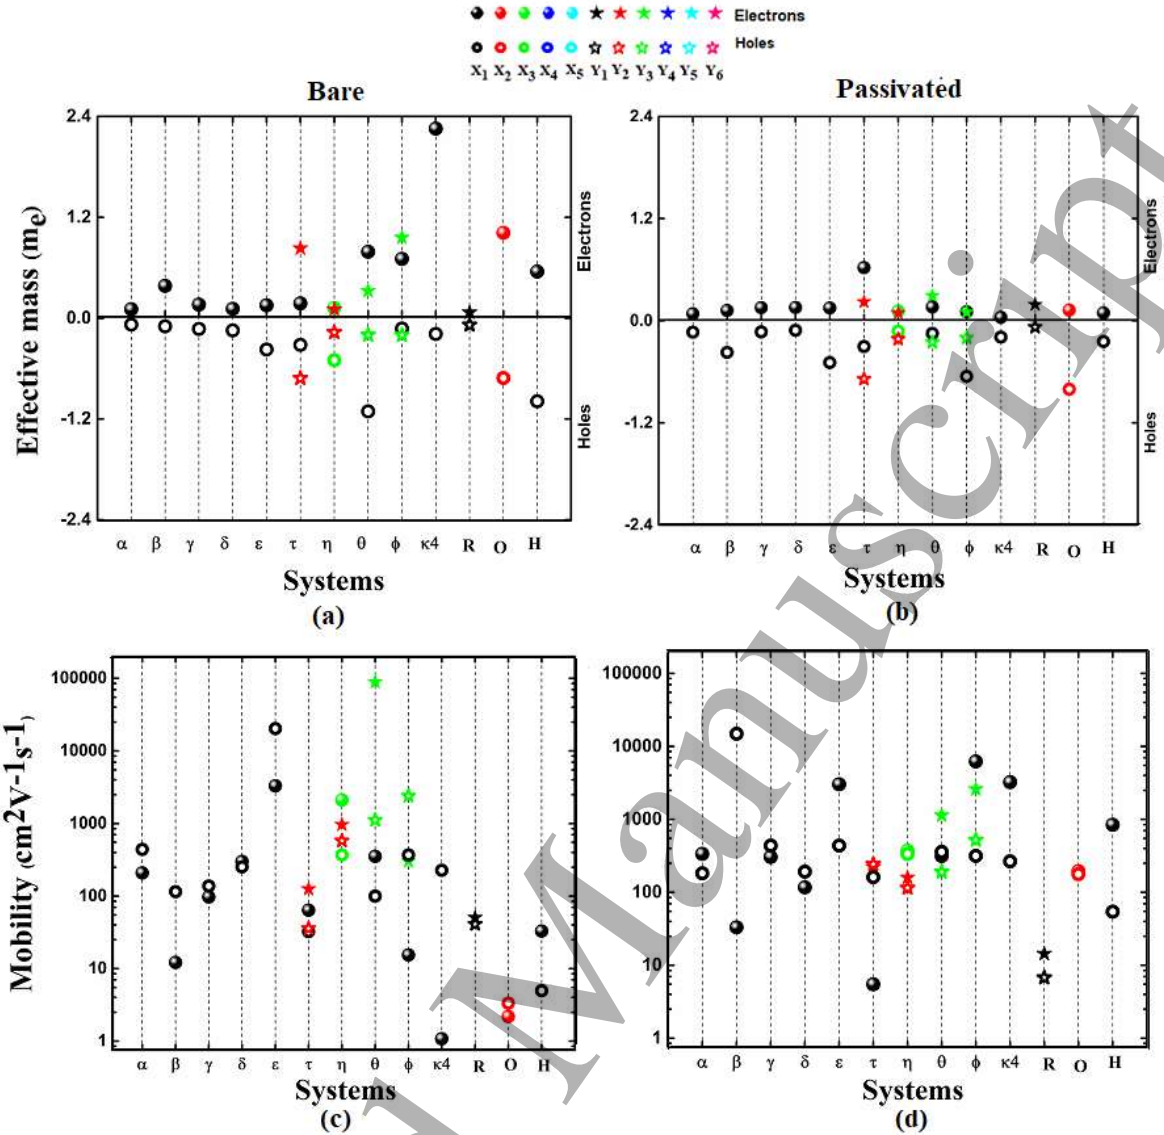 Electrons
Holes
X1 X2 X3 X4 X5 Y1 Y2 Y3 Y4 Y5 Y6
Bare
Passivated
Effective mass (me)
2.4
1.2
0.0
-1.2
-2.4
Electrons
Holes
α β γ δ ε τ η θ ϕ κ4 R O H
Systems
(a)
2.4
1.2
0.0
-1.2
-2.4
Electrons
Holes
α β γ δ ε τ η θ ϕ κ4 R O H
Systems
(b)
Mobility (cm2V-1s-1)
100000
10000
1000
100
10
1
α β γ δ ε τ η θ ϕ κ4 R O H
Systems
(c)
100000
10000
1000
100
10
1
α β γ δ ε τ η θ ϕ κ4 R O H
Systems
(d)
Manuscript